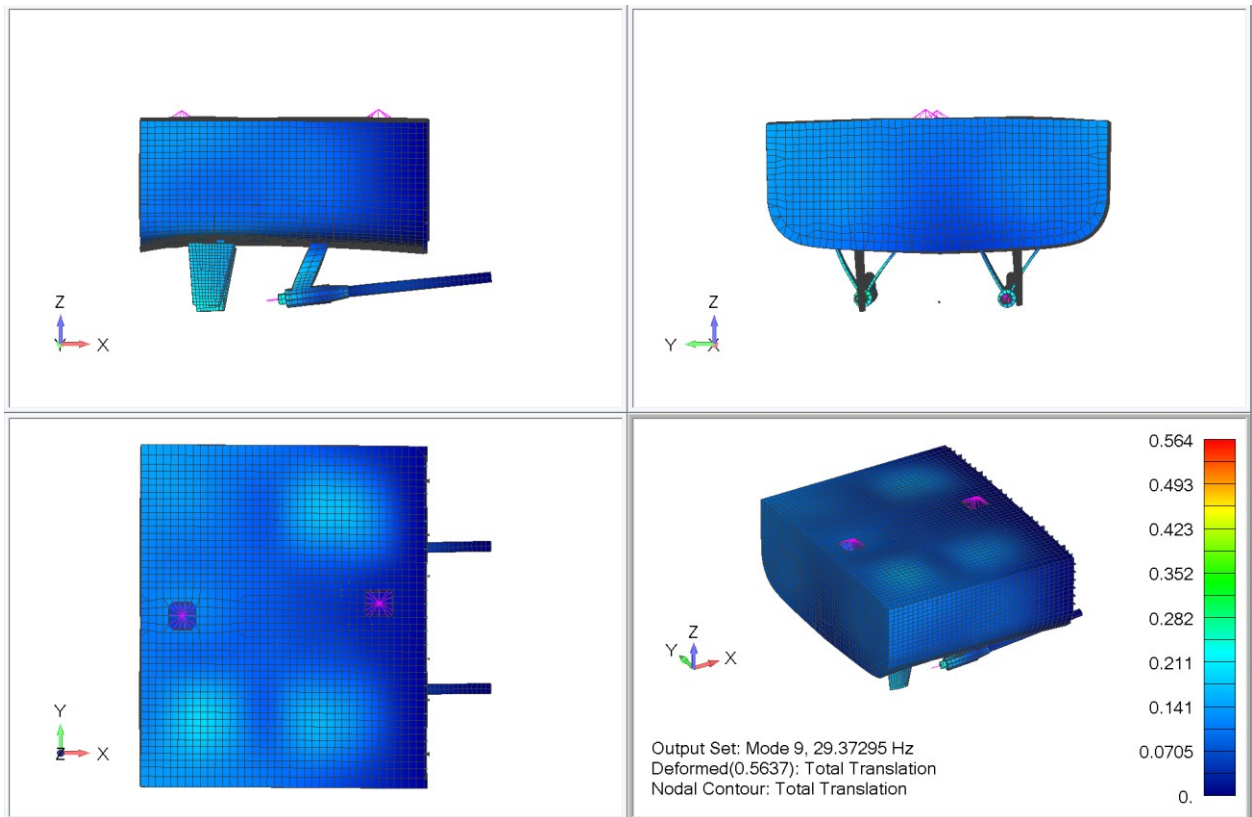 Z
Y
X
Z
Y
X
Y
Z
X
0.564
0.493
0.423
0.352
0.282
0.211
0.141
0.0705
0.
Z
Y
X
Output Set: Mode 9, 29.37295 Hz
Deformed(0.5637): Total Translation
Nodal Contour: Total Translation